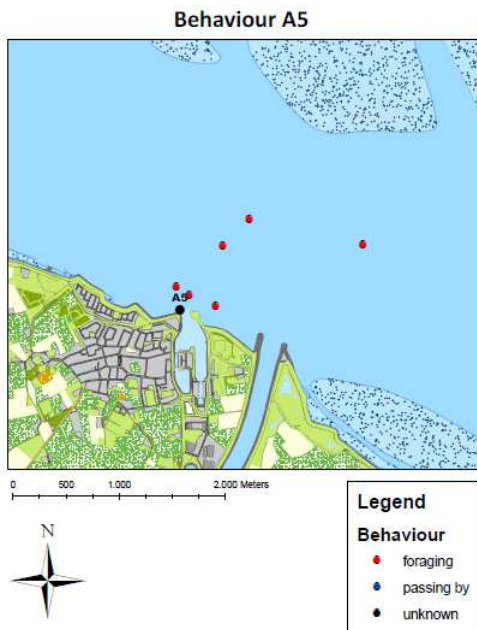 Behaviour A5
A5
0 500 1.000 2.000 Meters
N
Legend
Behaviour
foraging
passing by
unknown